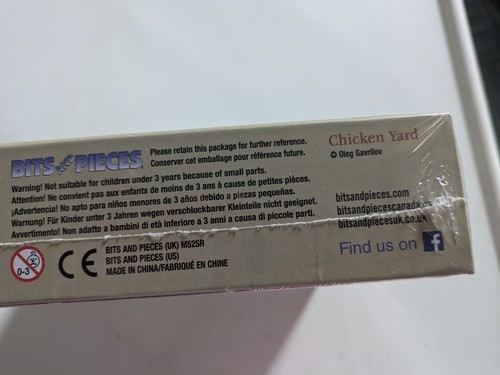 BITS and PIECES
Please retain this package for further reference.
Conserver cet emballage pour référence future.
Warning! Not suitable for children under 3 years because of small parts.
Attention! Ne convient pas aux enfants de moins de 3 ans à cause de petites pièces.
¡Advertencia! No apto para niños menores de 3 años debido a piezas pequeñas.
Warnung! Für Kinder unter 3 Jahren wegen verschluckbarer Kleinteile nicht geeignet.
Avvertimento! Non adatto a bambini di età inferiore a 3 anni a causa di piccole parti.
0-3
CE
BITS AND PIECES (UK) M52SR
BITS AND PIECES (US)
MADE IN CHINA/FABRIQUÉ EN CHINE
Chicken Yard
© Oleg Gavrilov
bitsandpieces.com
bitsandpiecescanada.ca
bitsandpiecesuk.co.uk
Find us on f